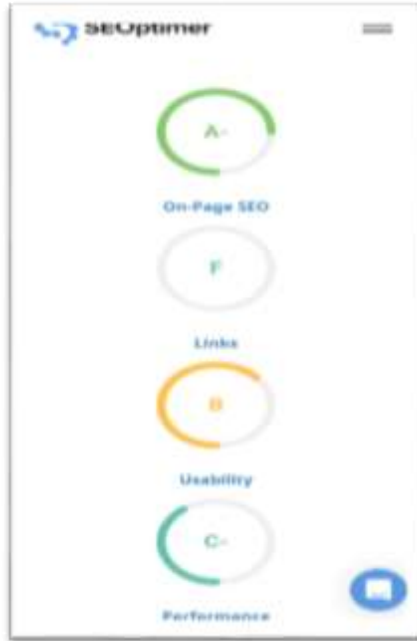 SEOptimer
A-
On-Page SEO
F
Links
B
Usability
C-
Performance